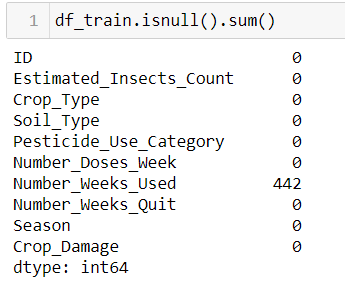 1 df_train.isnull().sum()
ID 0
Estimated_Insects_Count 0
Crop_Type 0
Soil_Type 0
Pesticide_Use_Category 0
Number_Doses_Week 0
Number_Weeks_Used 442
Number_Weeks_Quit 0
Season 0
Crop_Damage 0
dtype: int64